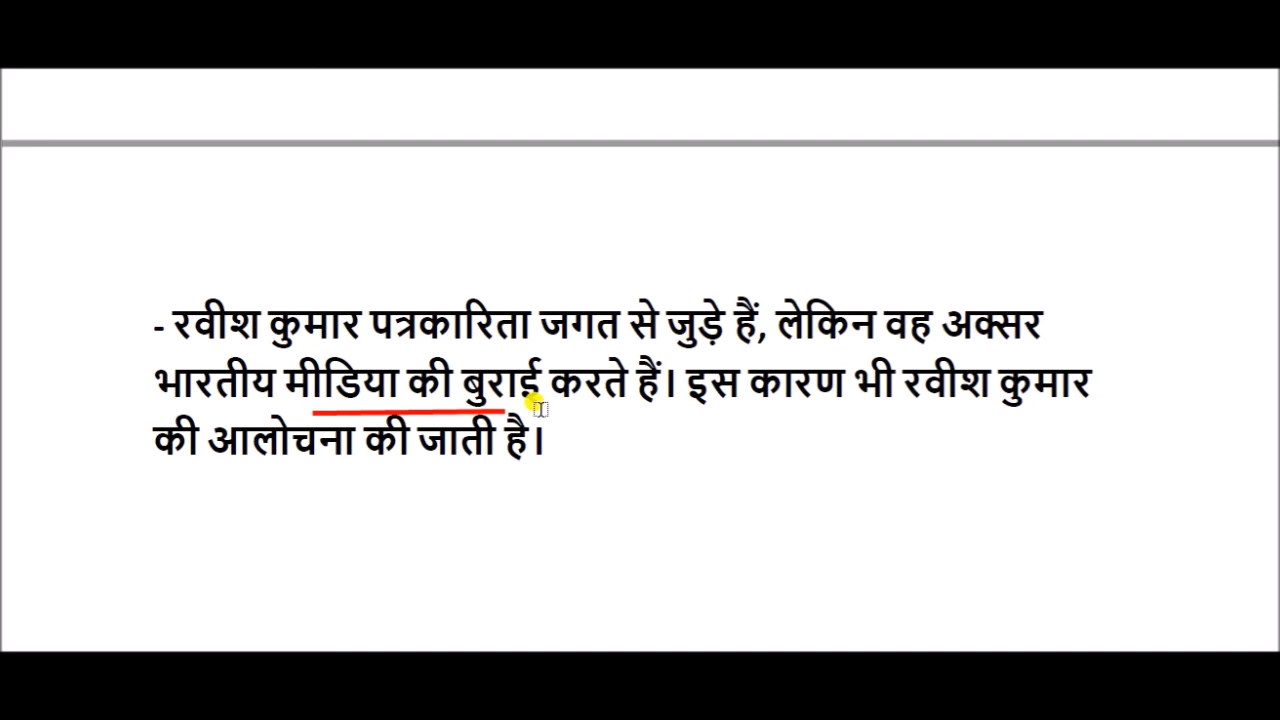 - रवीश कुमार पत्रकारिता जगत से जुड़े हैं, लेकिन वह अक्सर
भारतीय मीडिया की बुराई करते हैं। इस कारण भी रवीश कुमार
की आलोचना की जाती है।